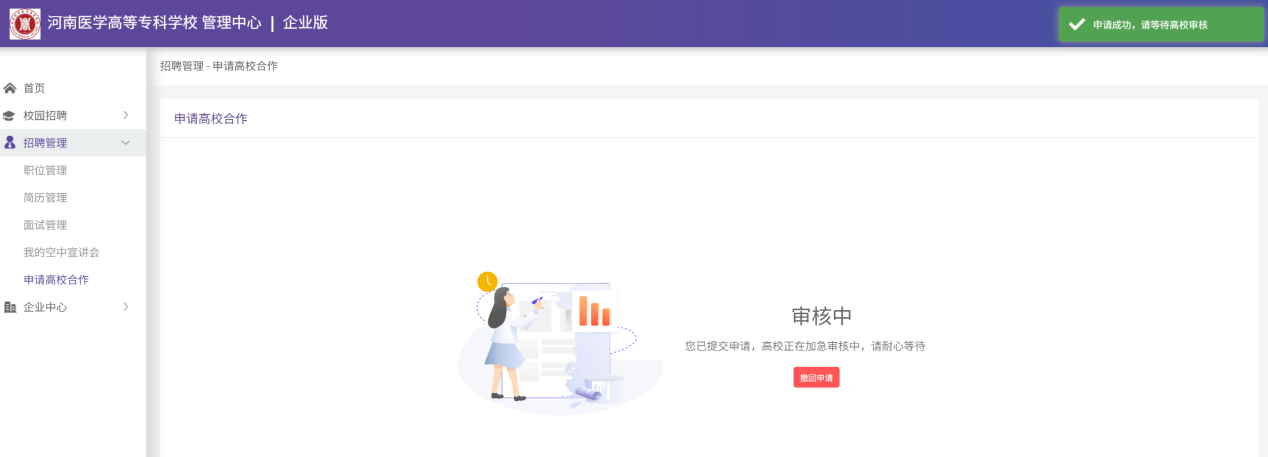 河南医学高等专科学校 管理中心 | 企业版
申请成功，请等待高校审核
招聘管理 - 申请高校合作
首页
校园招聘
招聘管理
职位管理
简历管理
面试管理
我的空中宣讲会
申请高校合作
企业中心
申请高校合作
审核中
您已提交申请，高校正在加急审核中，请耐心等待
撤回申请